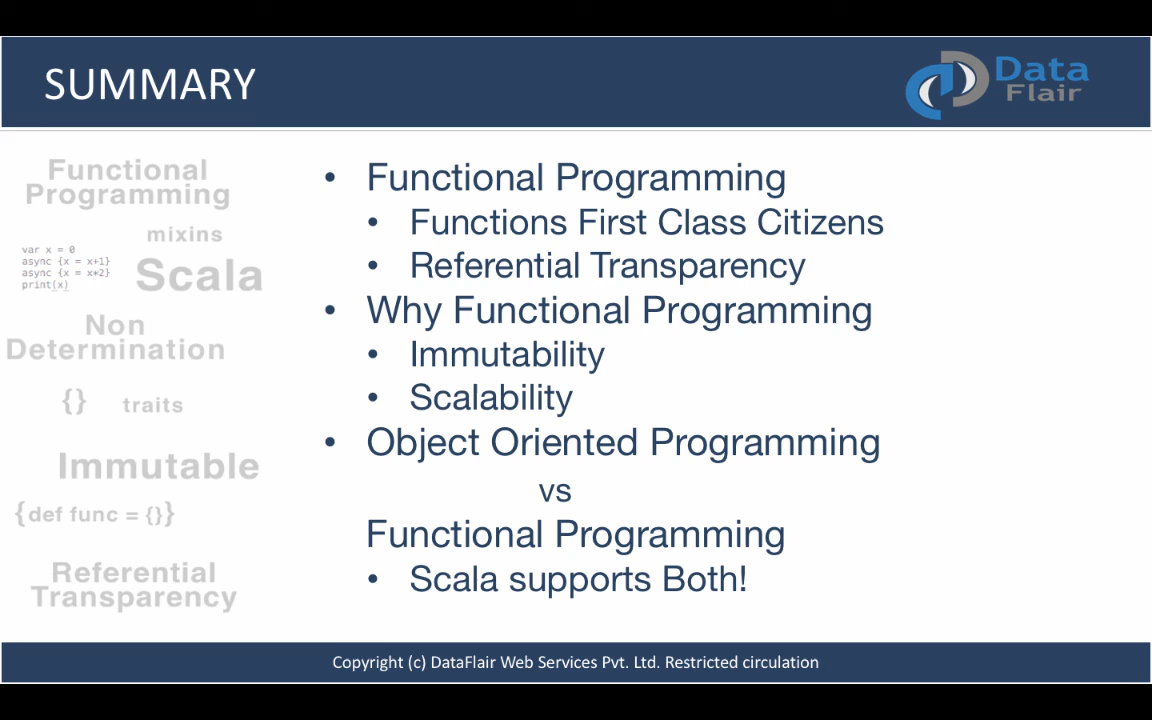 SUMMARY
Data
Flair
Functional
Programming
mixins
var x = 0
async {x = x+1}
async {x = x*2}
print(x)
Scala
Non
Determination
{} traits
Immutable
{def func = {}}
Referential
Transparency
• Functional Programming
• Functions First Class Citizens
• Referential Transparency
• Why Functional Programming
• Immutability
• Scalability
• Object Oriented Programming
vs
Functional Programming
• Scala supports Both!
Copyright (c) DataFlair Web Services Pvt. Ltd. Restricted circulation